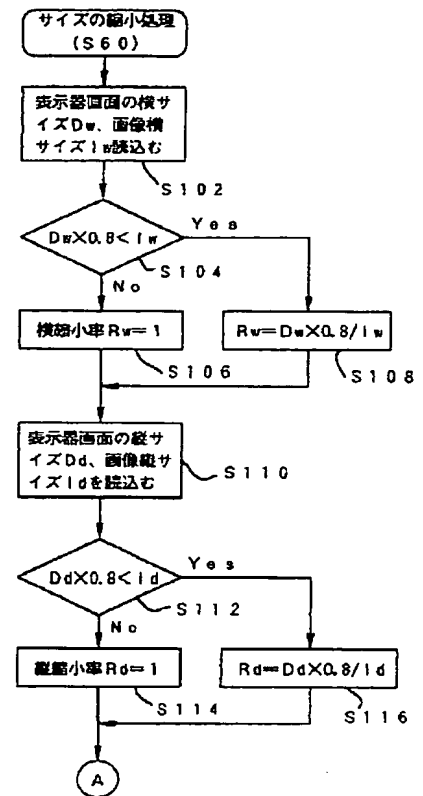 サイズの縮小処理
(S60)
表示器画面の横サ
イズDw、画像横
サイズIw読込む
S102
Dw×0.8<Iw
Yes
S104
No
横縮小率Rw=1
Rw=Dw×0.8/Iw
S106
S108
表示器画面の縦サ
イズDd、画像縦サ
イズIdを読込む
S110
Dd×0.8<Id
Yes
S112
No
縦縮小率Rd=1
Rd=Dd×0.8/Id
S114
S116
A